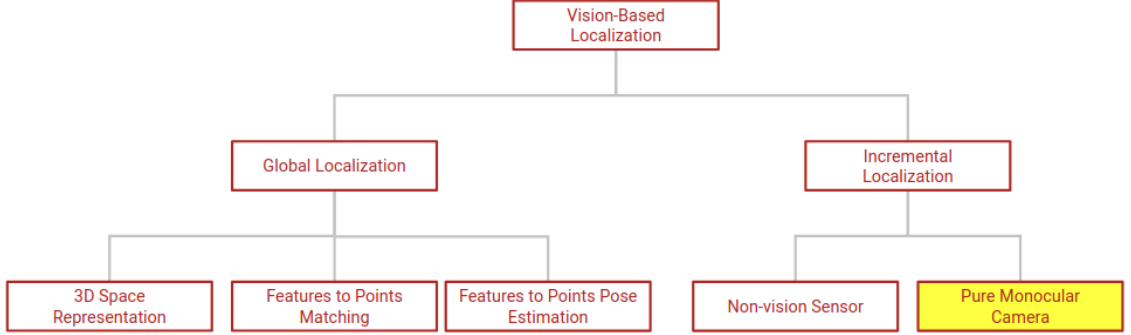 Vision-Based
Localization
Global Localization
Incremental
Localization
3D Space
Representation
Features to Points
Matching
Features to Points Pose
Estimation
Non-vision Sensor
Pure Monocular
Camera